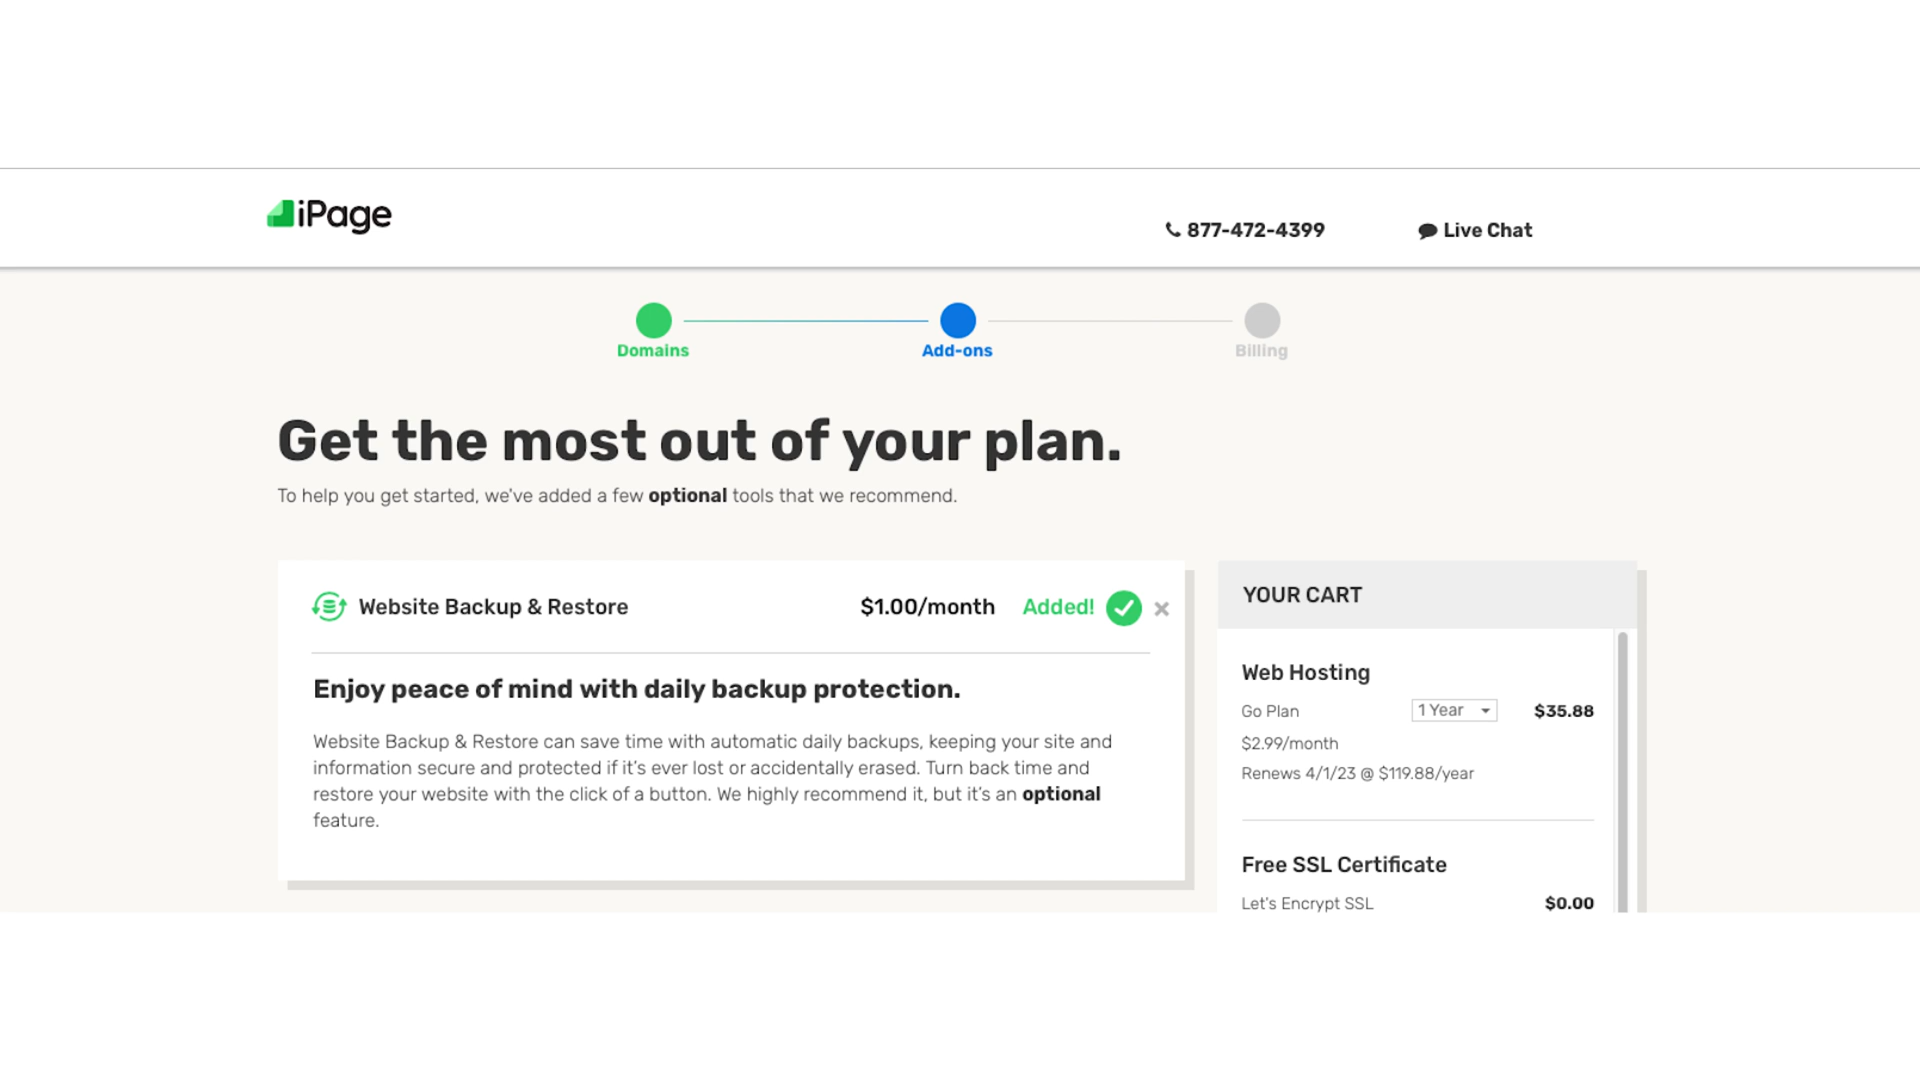 iPage
877-472-4399
Live Chat
Domains
Add-ons
Billing
Get the most out of your plan.
To help you get started, we've added a few optional tools that we recommend.
Website Backup & Restore
$1.00/month
Added!
Enjoy peace of mind with daily backup protection.
Website Backup & Restore can save time with automatic daily backups, keeping your site and
information secure and protected if it's ever lost or accidentally erased. Turn back time and
restore your website with the click of a button. We highly recommend it, but it's an optional
feature.
YOUR CART
Web Hosting
Go Plan
1 Year
$35.88
$2.99/month
Renews 4/1/23 @ $119.88/year
Free SSL Certificate
Let's Encrypt SSL
$0.00